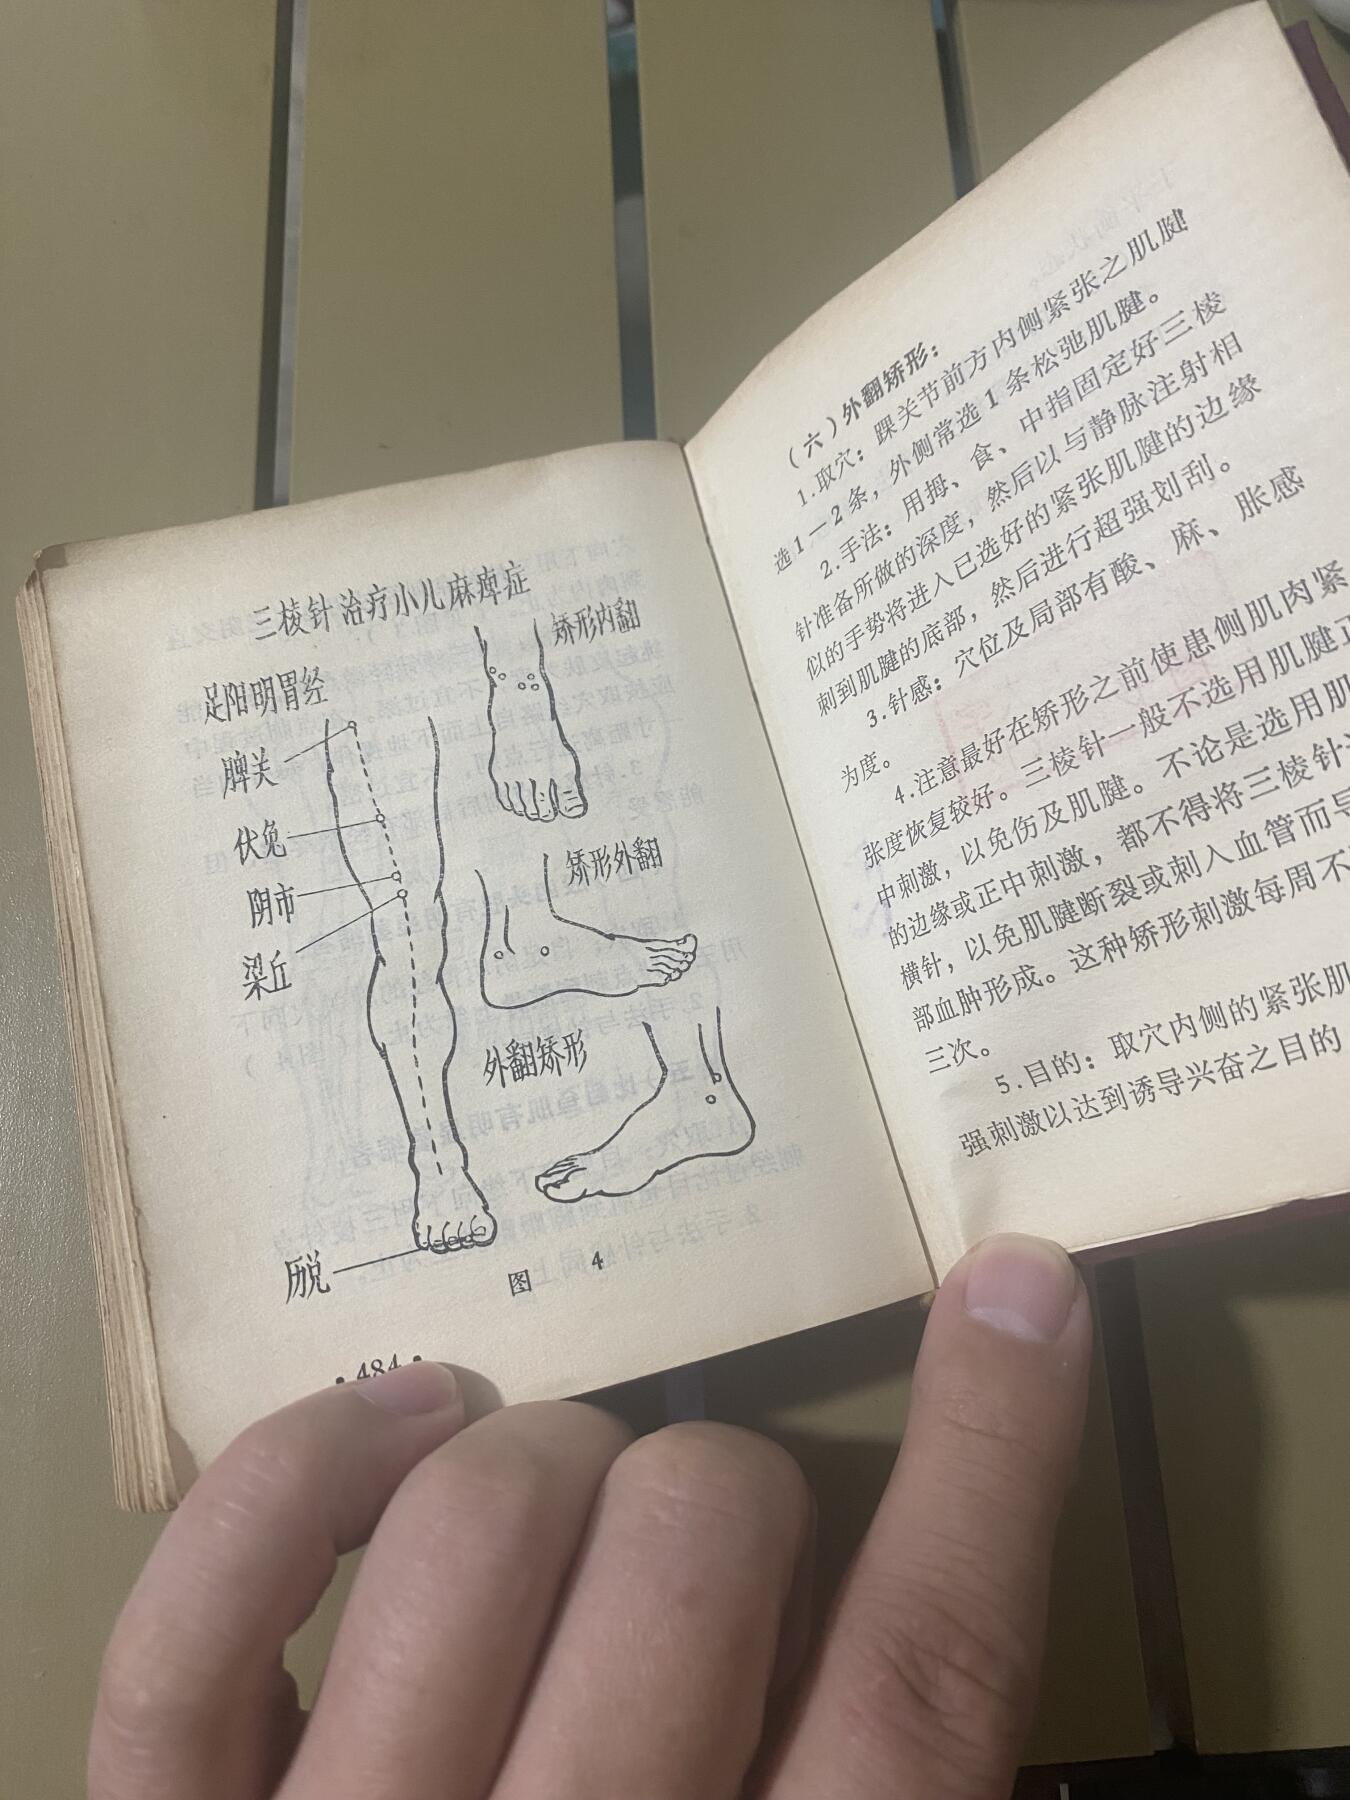 三棱针治疗小儿麻痺症
矫形内翻
足阳明胃经
脾关
伏兔
矫形外翻
阴市
梁丘
外翻矫形
历兑
图 4
•484•
（六）外翻矫形：
1.取穴：踝关节前方内侧紧张之肌腱
选1—2条，外侧常选1条松弛肌腱。
2.手法：用拇、食、中指固定好三棱
针准备所做的深度，然后以与静脉注射相
似的手势将进入已选好的紧张肌腱的边缘
刺到肌腱的底部，然后进行超强划刮。
3.针感：穴位及局部有酸、麻、胀感
为度。
4.注意最好在矫形之前使患侧肌肉紧
张度恢复较好。三棱针一般不选用肌腱正
中刺激，以免伤及肌腱。不论是选用肌
的边缘或正中刺激，都不得将三棱针
横针，以免肌腱断裂或刺入血管而导
部血肿形成。这种矫形刺激每周不
三次。
5.目的：取穴内侧的紧张肌
强刺激以达到诱导兴奋之目的